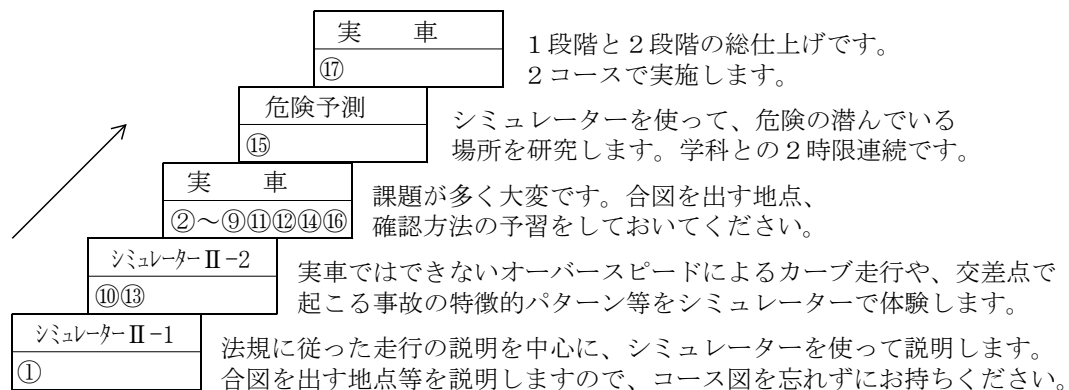 実　車
⑰
１段階と２段階の総仕上げです。
２コースで実施します。
危険予測
⑮
シミュレーターを使って、危険の潜んでいる
場所を研究します。学科との２時限連続です。
実　車
②～⑨⑪⑫⑭⑯
課題が多く大変です。合図を出す地点、
確認方法の予習をしておいてください。
ｼﾐｭﾚｰﾀｰⅡ-2
⑩⑬
実車ではできないオーバースピードによるカーブ走行や、交差点で
起こる事故の特徴的パターン等をシミュレーターで体験します。
ｼﾐｭﾚｰﾀｰⅡ-1
①
法規に従った走行の説明を中心に、シミュレーターを使って説明します。
合図を出す地点等を説明しますので、コース図を忘れずにお持ちください。